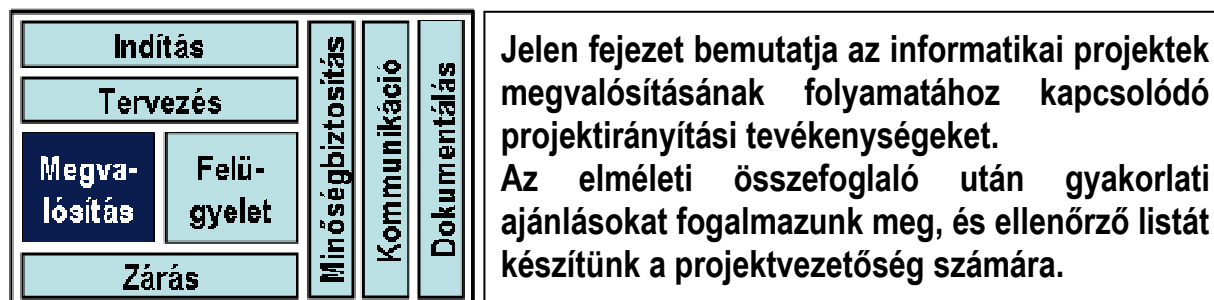 Indítás
Tervezés
Megva-
lósítás
Felü-
gyelet
Zárás
Minőségbiztosítás
Kommunikáció
Dokumentálás
Jelen fejezet bemutatja az informatikai projektek
megvalósításának folyamatához kapcsolódó
projektirányítási tevékenységeket.
Az elméleti összefoglaló után gyakorlati
ajánlásokat fogalmazunk meg, és ellenőrző listát
készítünk a projektvezetőség számára.